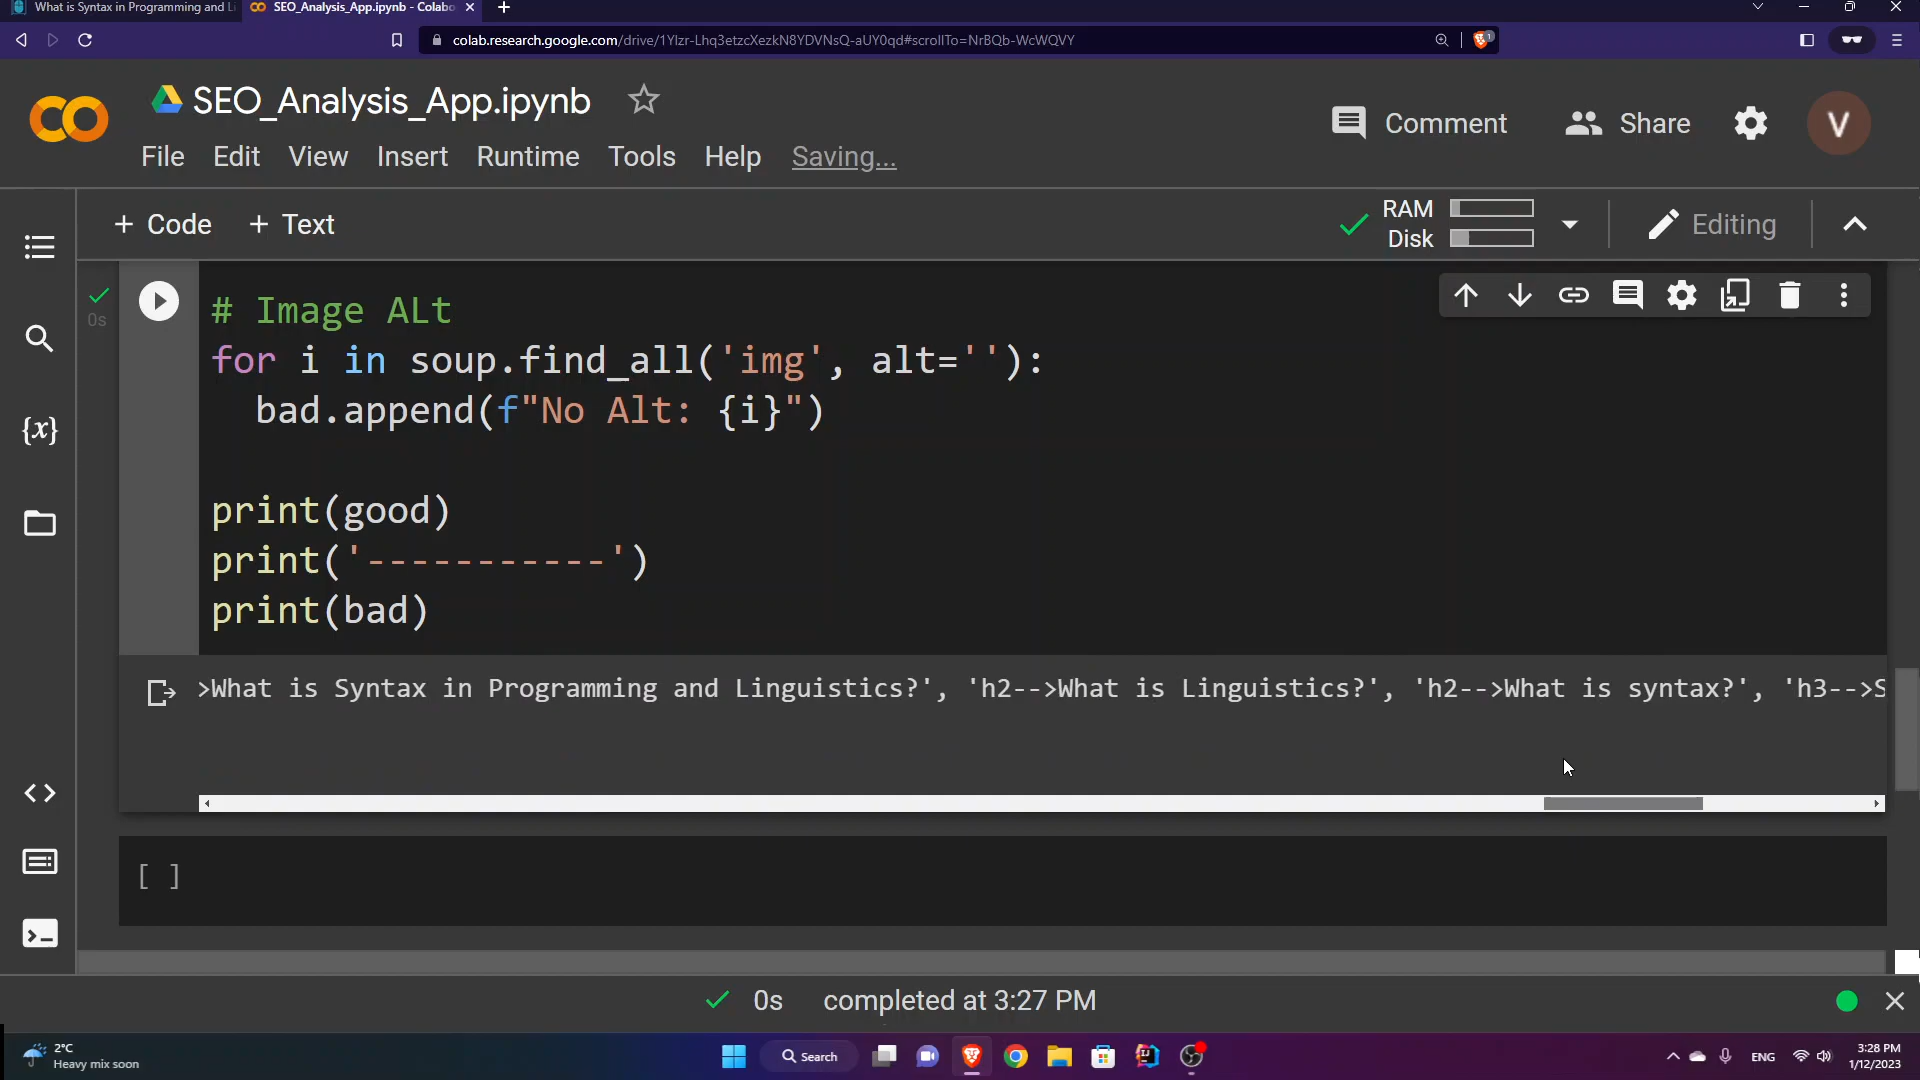 What is Syntax in Programming and Li
SEO_Analysis_App.ipynb - Colabo
colab.research.google.com/drive/1Ylzr-Lhq3etzcXezkN8YDVNsQ-aUY0qd#scrollTo=NrBQb-WcWQVY
1
SEO_Analysis_App.ipynb
Comment
Share
V
File Edit View Insert Runtime Tools Help Saving...
+ Code + Text
RAM
Disk
Editing
0s
# Image ALt
for i in soup.find_all('img', alt=''):
bad.append(f"No Alt: {i}")
print(good)
print('-----------')
print(bad)
>What is Syntax in Programming and Linguistics?', 'h2-->What is Linguistics?', 'h2-->What is syntax?', 'h3-->S
{x}
[ ]
0s completed at 3:27 PM
2°C
Heavy mix soon
Search
ENG
3:28 PM
1/12/2023